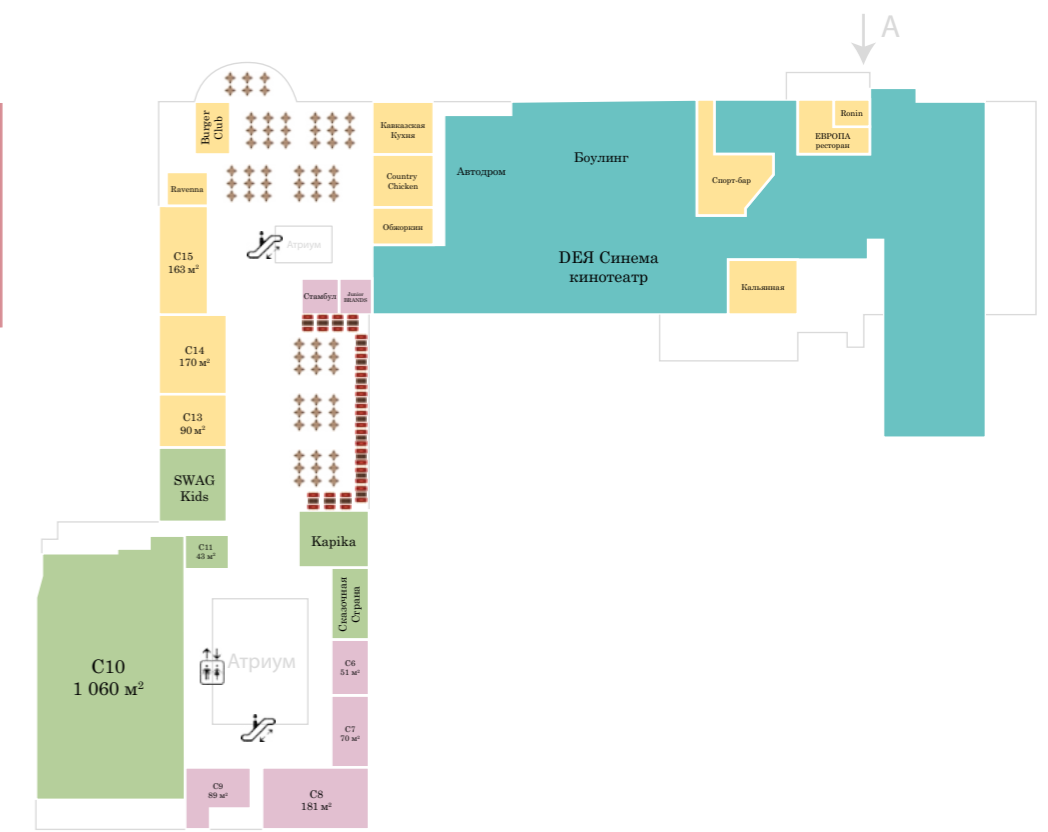 A
Burger
Club
Кавказская
Кухня
Ronin
ЕВРОПА
ресторан
Боулинг
Автодром
Country
Chicken
Спорт-бар
Ravenna
Обжоркин
Атриум
C15
163 м²
DEЯ Синема
кинотеатр
Кальянная
Стамбул
Junior
BRANDS
C14
170 м²
C13
90 м²
SWAG
Kids
Kapika
C11
43 м²
Сказочная
Страна
C10
1 060 м²
Атриум
C6
51 м²
C7
70 м²
C9
89 м²
C8
181 м²